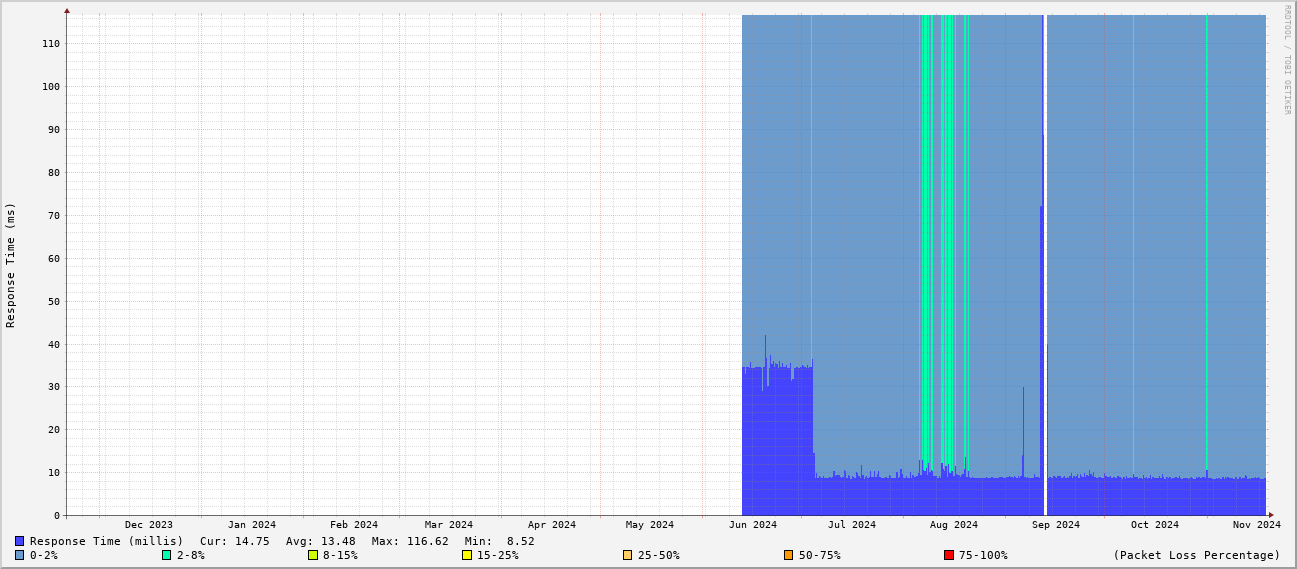 RRDTOOL / TOBI OETIKER
Response Time (ms)
110
100
90
80
70
60
50
40
30
20
10
0
Dec 2023 Jan 2024 Feb 2024 Mar 2024 Apr 2024 May 2024 Jun 2024 Jul 2024 Aug 2024 Sep 2024 Oct 2024 Nov 2024
Response Time (millis) Cur: 14.75 Avg: 13.48 Max: 116.62 Min: 8.52
0-2% 2-8% 8-15% 15-25% 25-50% 50-75% 75-100% (Packet Loss Percentage)